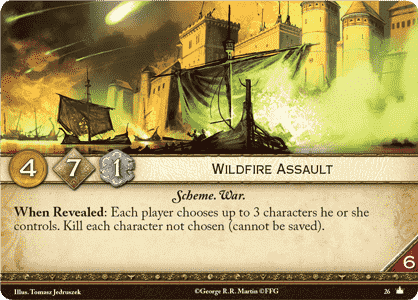 4 7 1 WILDFIRE ASSAULT
Scheme. War.
When Revealed: Each player chooses up to 3 characters he or she
controls. Kill each character not chosen (cannot be saved).
6
Illus. Tomasz Jedruszek ©George R.R. Martin ©FFG 26